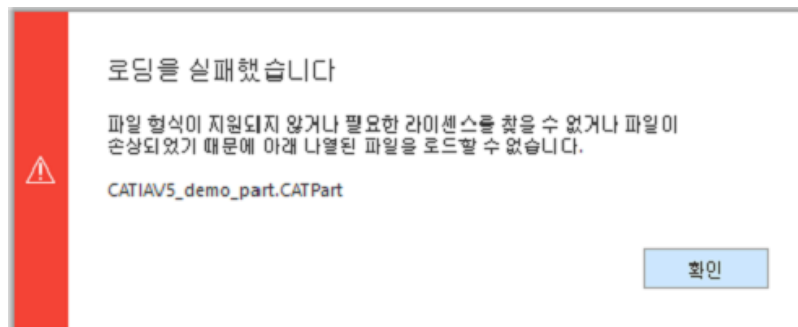 로딩을 실패했습니다
파일 형식이 지원되지 않거나 필요한 라이센스를 찾을 수 없거나 파일이
손상되었기 때문에 아래 나열된 파일을 로드할 수 없습니다.
CATIAV5_demo_part.CATPart
확인